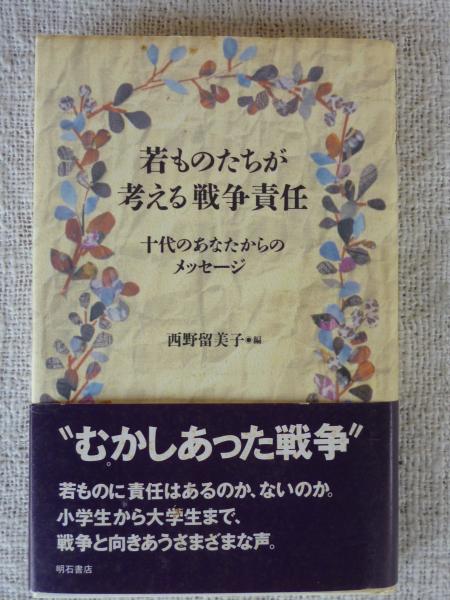 若ものたちが
考える戦争責任
十代のあなたからの
メッセージ
西野留美子●編
"むかしあった戦争"
若ものに責任はあるのか、ないのか。
小学生から大学生まで、
戦争と向きあうさまざまな声。
明石書店